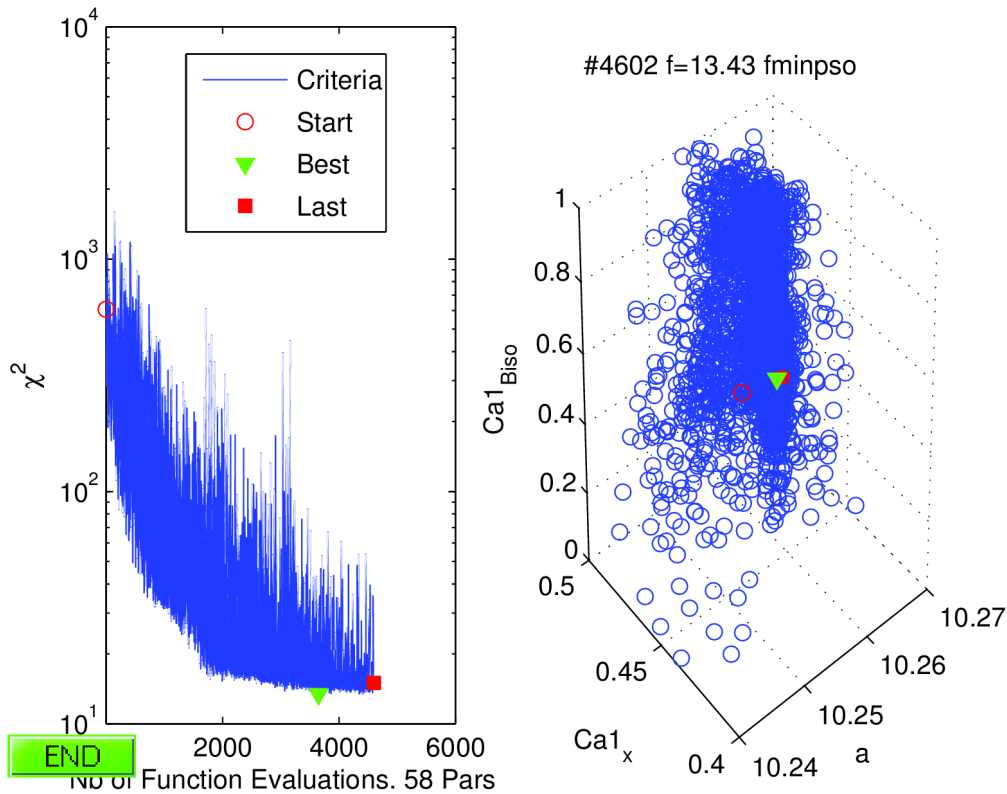 10^4
10^3
10^2
10^1
χ^2
Criteria
Start
Best
Last
2000
4000
6000
END
Nb of Function Evaluations. 58 Pars
#4602 f=13.43 fminpso
1
0.8
0.6
0.4
0.2
0
Ca1_Biso
0.5
0.45
0.4
Ca1_x
10.24
10.25
10.26
10.27
a